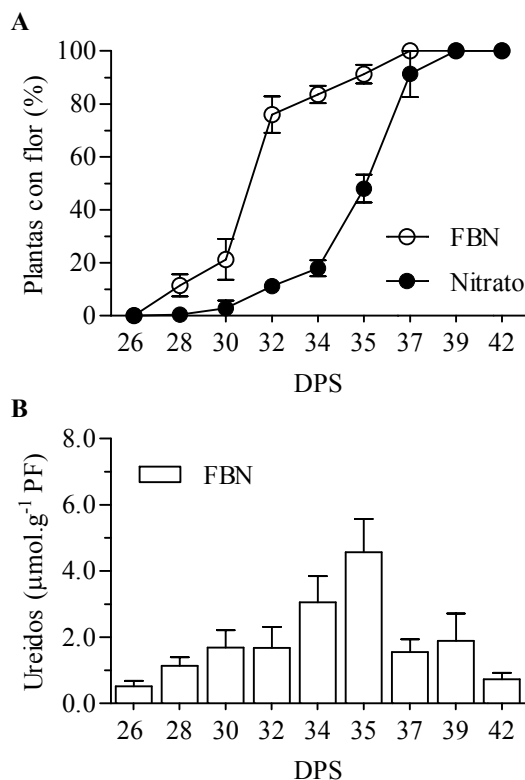 A
Plantas con flor (%)
100
80
60
40
20
0
FBN
Nitrato
26 28 30 32 34 35 37 39 42
DPS
B
Ureidos (µmol.g⁻¹ PF)
8.0
6.0
4.0
2.0
0.0
FBN
26 28 30 32 34 35 37 39 42
DPS